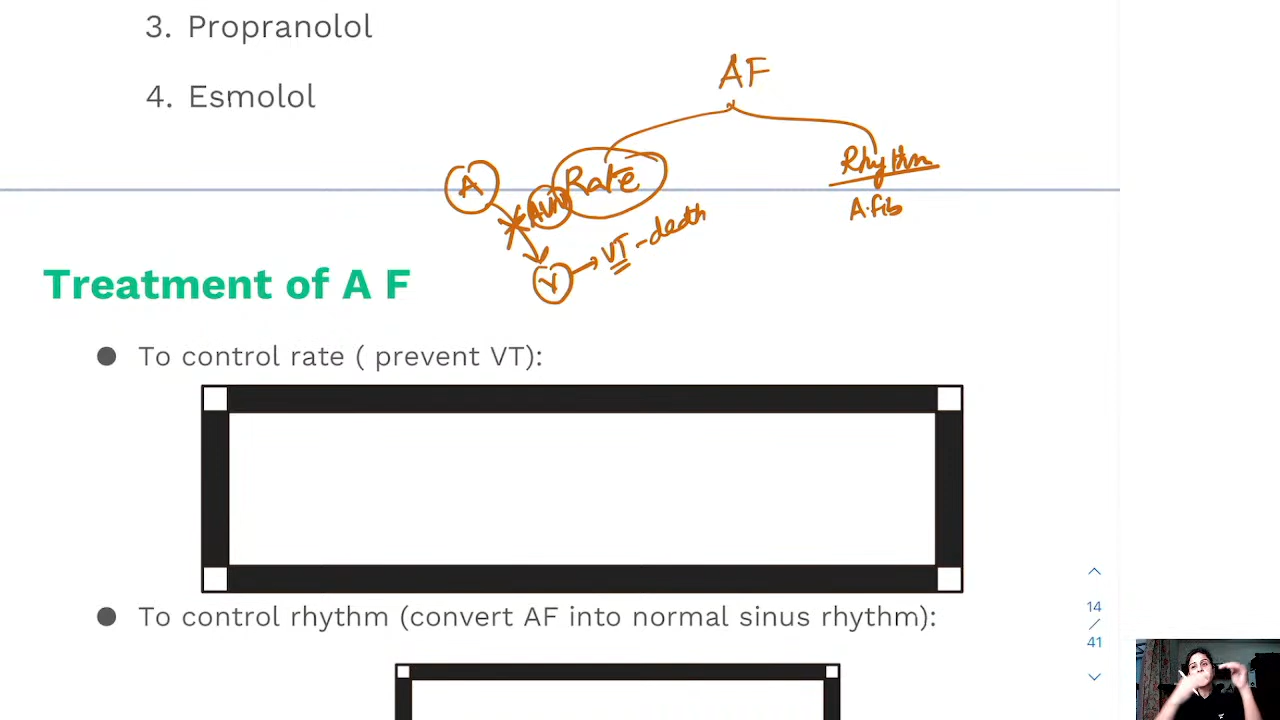 3. Propranolol
4. Esmolol
AF
Rate
Rhythm
A
AVN
A.fib
V
VT - death
Treatment of A F
● To control rate ( prevent VT):
● To control rhythm (convert AF into normal sinus rhythm):
14
/
41